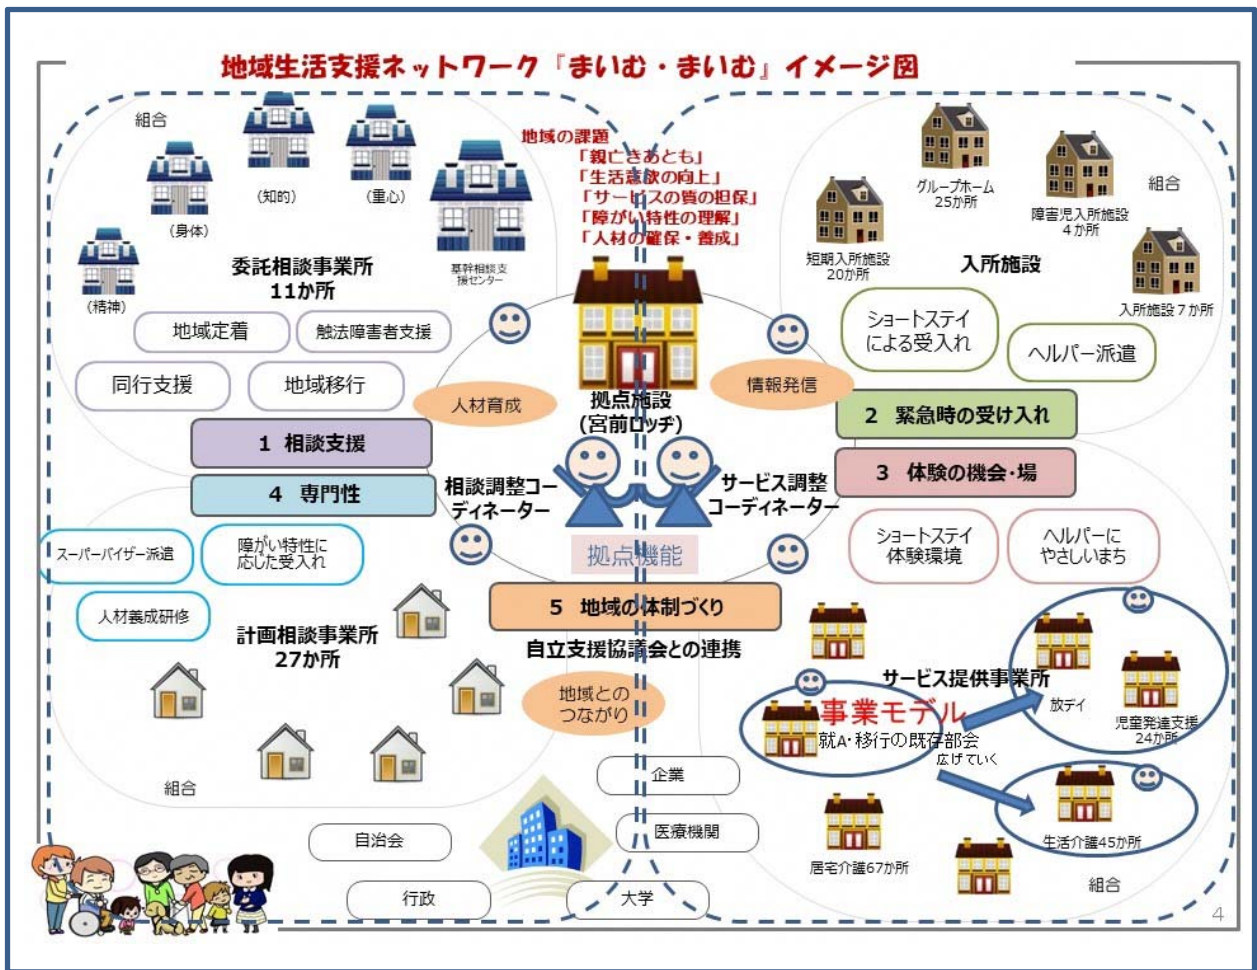 地域生活支援ネットワーク『まいむ・まいむ』イメージ図
組合
(精神)
(身体)
(知的)
(重心)
基幹相談支
援センター
委託相談事業所
11か所
地域定着
触法障害者支援
同行支援
地域移行
地域の課題
「親亡きあとも」
「生活意欲の向上」
「サービスの質の担保」
「障がい特性の理解」
「人材の確保・養成」
組合
グループホーム
25か所
障害児入所施設
4か所
短期入所施設
20か所
入所施設7か所
入所施設
ショートステイ
による受入れ
ヘルパー派遣
人材育成
情報発信
拠点施設
(宮前ロッヂ)
1 相談支援
2 緊急時の受け入れ
4 専門性
3 体験の機会・場
相談調整コー
ディネーター
サービス調整
コーディネーター
拠点機能
スーパーバイザー派遣
障がい特性に
応じた受入れ
人材養成研修
ショートステイ
体験環境
ヘルパーに
やさしいまち
5 地域の体制づくり
自立支援協議会との連携
計画相談事業所
27か所
組合
地域との
つながり
サービス提供事業所
事業モデル
就A・移行の既存部会
広げていく
放デイ
児童発達支援
24か所
生活介護45か所
居宅介護67か所
組合
企業
医療機関
自治会
行政
大学
4